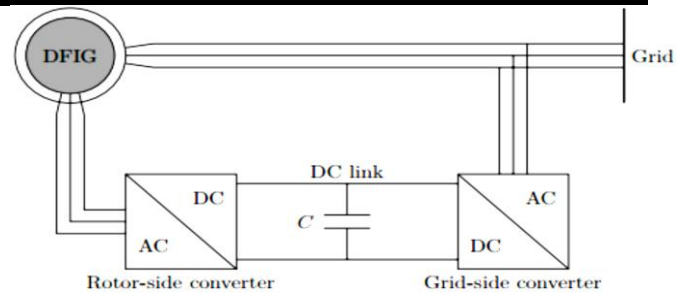 DFIG
Grid
DC link
DC
AC
C
AC
DC
Rotor-side converter
Grid-side converter